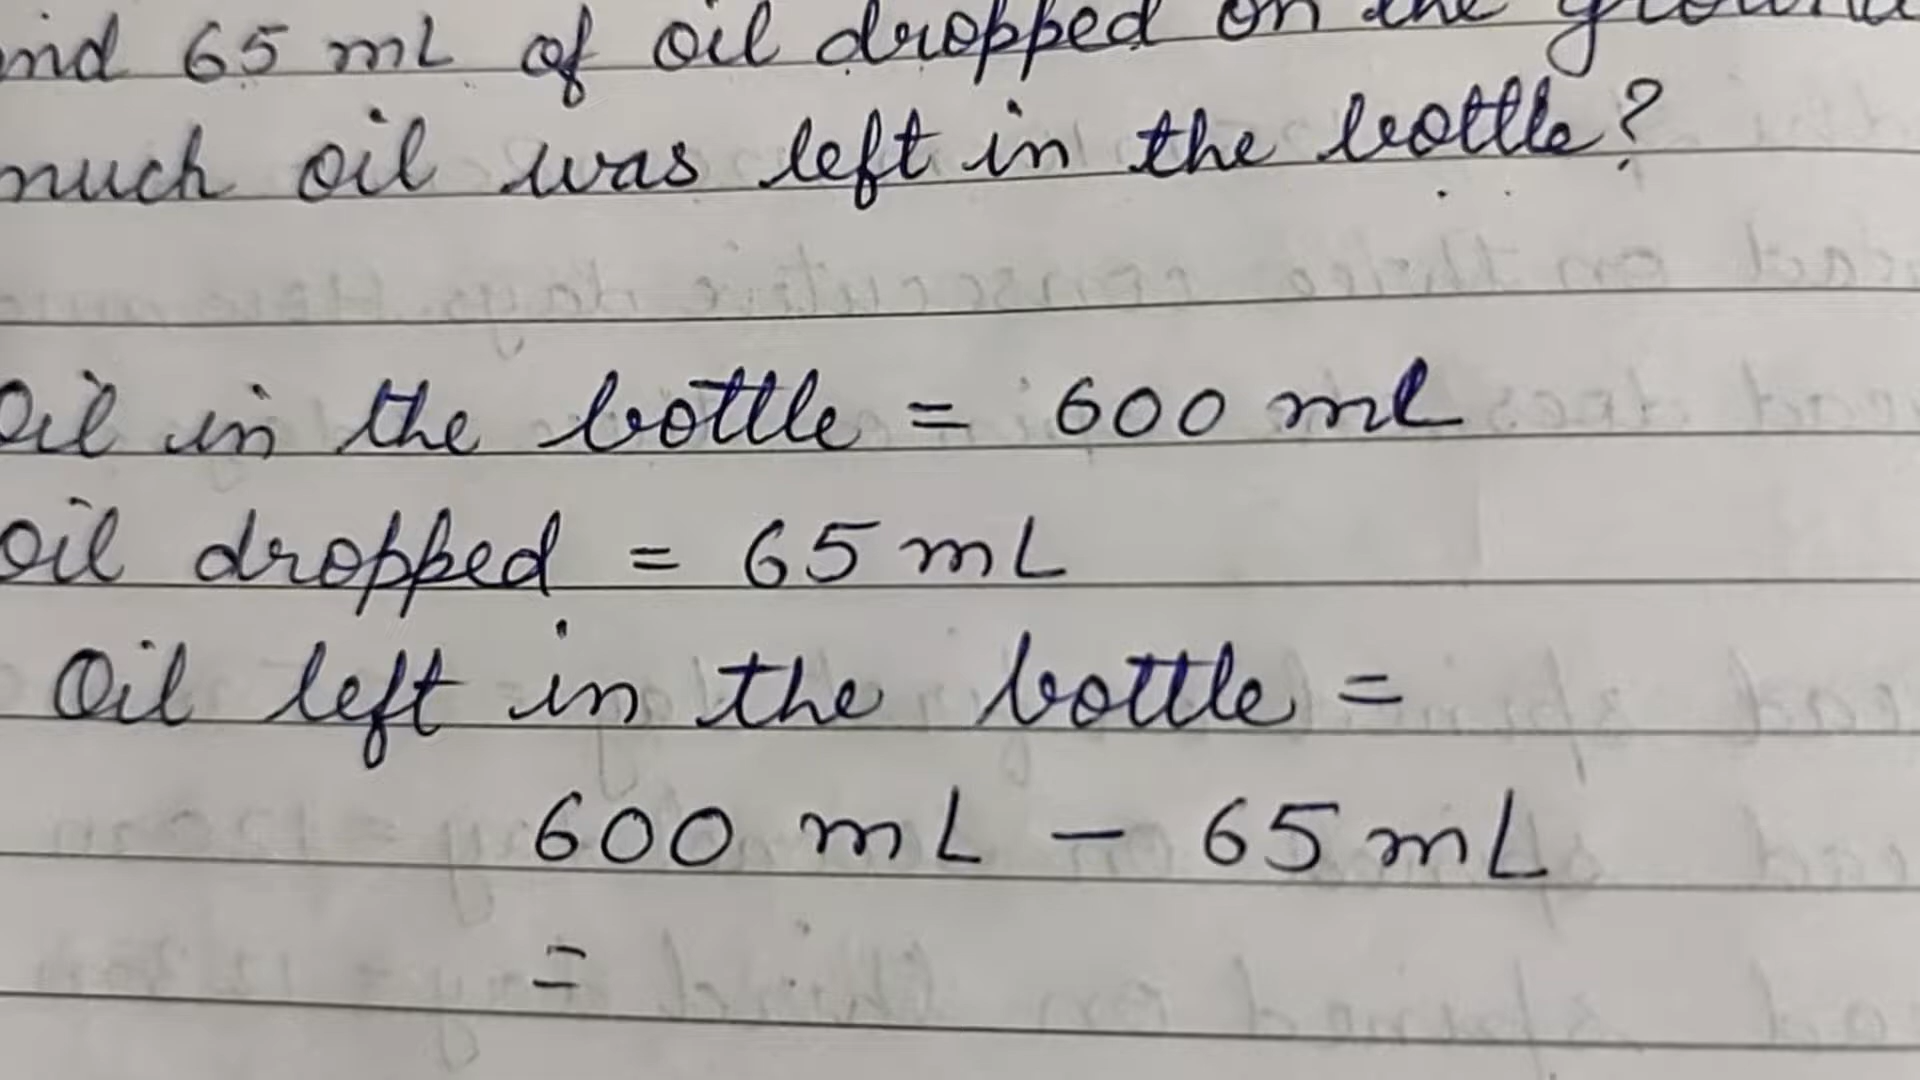 65 mL of oil dropped on the
much oil was left in the bottle?
Oil in the bottle = 600 ml
oil dropped = 65 mL
Oil left in the bottle =
600 mL - 65 mL
=